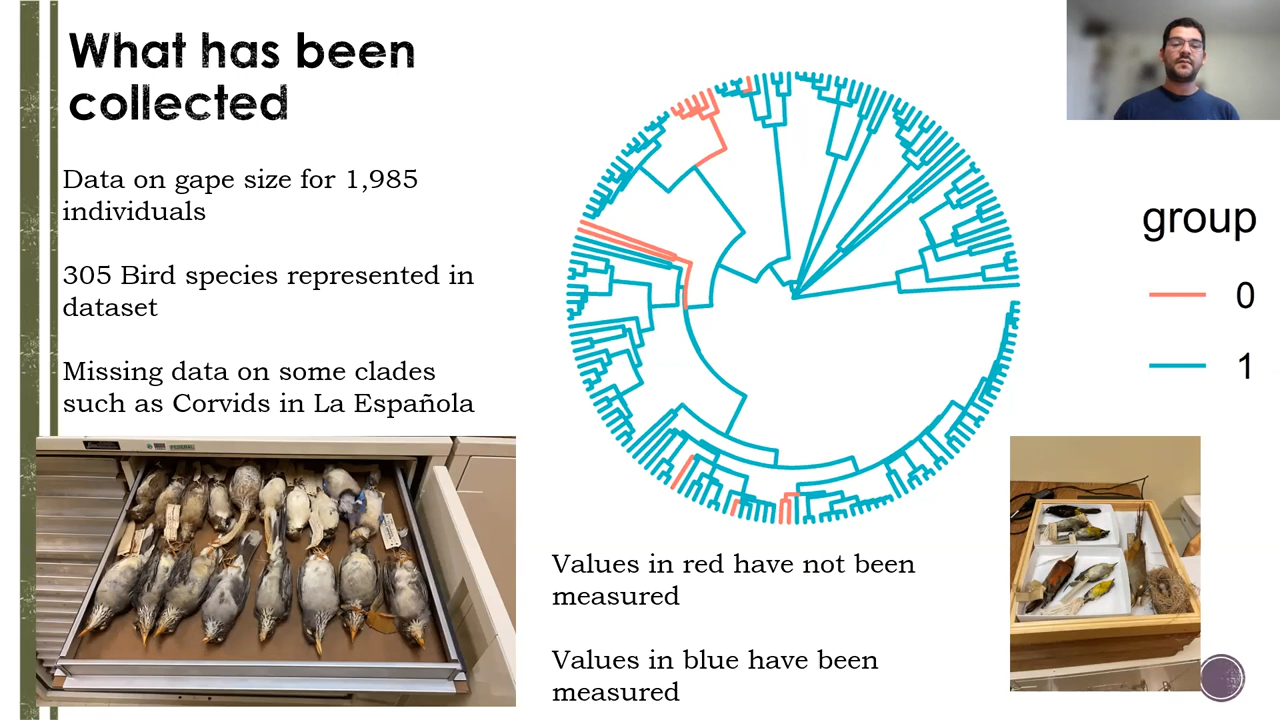 What has been
collected
Data on gape size for 1,985
individuals
305 Bird species represented in
dataset
Missing data on some clades
such as Corvids in La Española
group
0
1
Values in red have not been
measured
Values in blue have been
measured